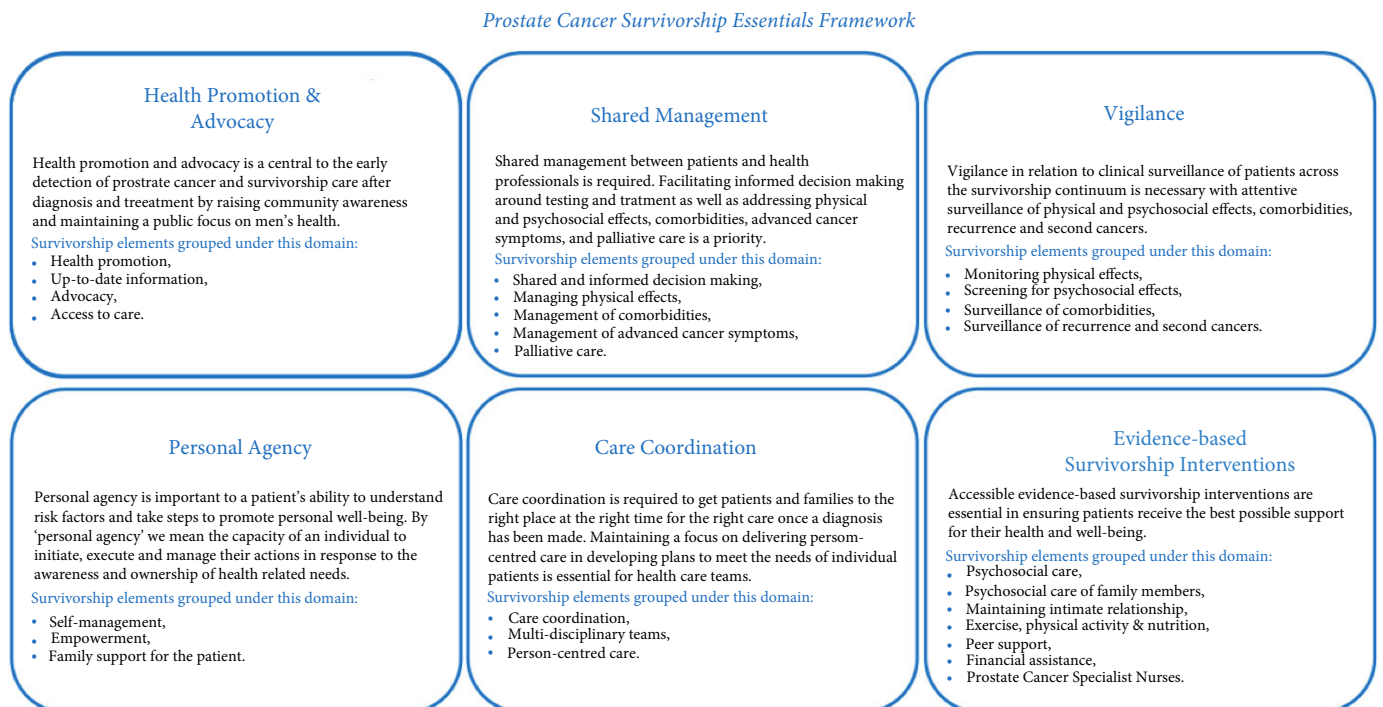 Prostate Cancer Survivorship Essentials Framework
Health Promotion &
Advocacy
Health promotion and advocacy is a central to the early
detection of prostrate cancer and survivorship care after
diagnosis and treeatment by raising community awareness
and maintaining a public focus on men's health.
Survivorship elements grouped under this domain:
• Health promotion,
• Up-to-date information,
• Advocacy,
• Access to care.
Shared Management
Shared management between patients and health
professionals is required. Facilitating informed decision making
around testing and tratment as well as addressing physical
and psychosocial effects, comorbidities, advanced cancer
symptoms, and palliative care is a priority.
Survivorship elements grouped under this domain:
• Shared and informed decision making,
• Managing physical effects,
• Management of comorbidities,
• Management of advanced cancer symptoms,
• Palliative care.
Vigilance
Vigilance in relation to clinical surveillance of patients across
the survivorship continuum is necessary with attentive
surveillance of physical and psychosocial effects, comorbidities,
recurrence and second cancers.
Survivorship elements grouped under this domain:
• Monitoring physical effects,
• Screening for psychosocial effects,
• Surveillance of comorbidities,
• Surveillance of recurrence and second cancers.
Personal Agency
Personal agency is important to a patient's ability to understand
risk factors and take steps to promote personal well-being. By
'personal agency' we mean the capacity of an individual to
initiate, execute and manage their actions in response to the
awareness and ownership of health related needs.
Survivorship elements grouped under this domain:
• Self-management,
• Empowerment,
• Family support for the patient.
Care Coordination
Care coordination is required to get patients and families to the
right place at the right time for the right care once a diagnosis
has been made. Maintaining a focus on delivering persom-
centred care in developing plans to meet the needs of individual
patients is essential for health care teams.
Survivorship elements grouped under this domain:
• Care coordination,
• Multi-disciplinary teams,
• Person-centred care.
Evidence-based
Survivorship Interventions
Accessible evidence-based survivorship interventions are
essential in ensuring patients receive the best possible support
for their health and well-being.
Survivorship elements grouped under this domain:
• Psychosocial care,
• Psychosocial care of family members,
• Maintaining intimate relationship,
• Exercise, physical activity & nutrition,
• Peer support,
• Financial assistance,
• Prostate Cancer Specialist Nurses.